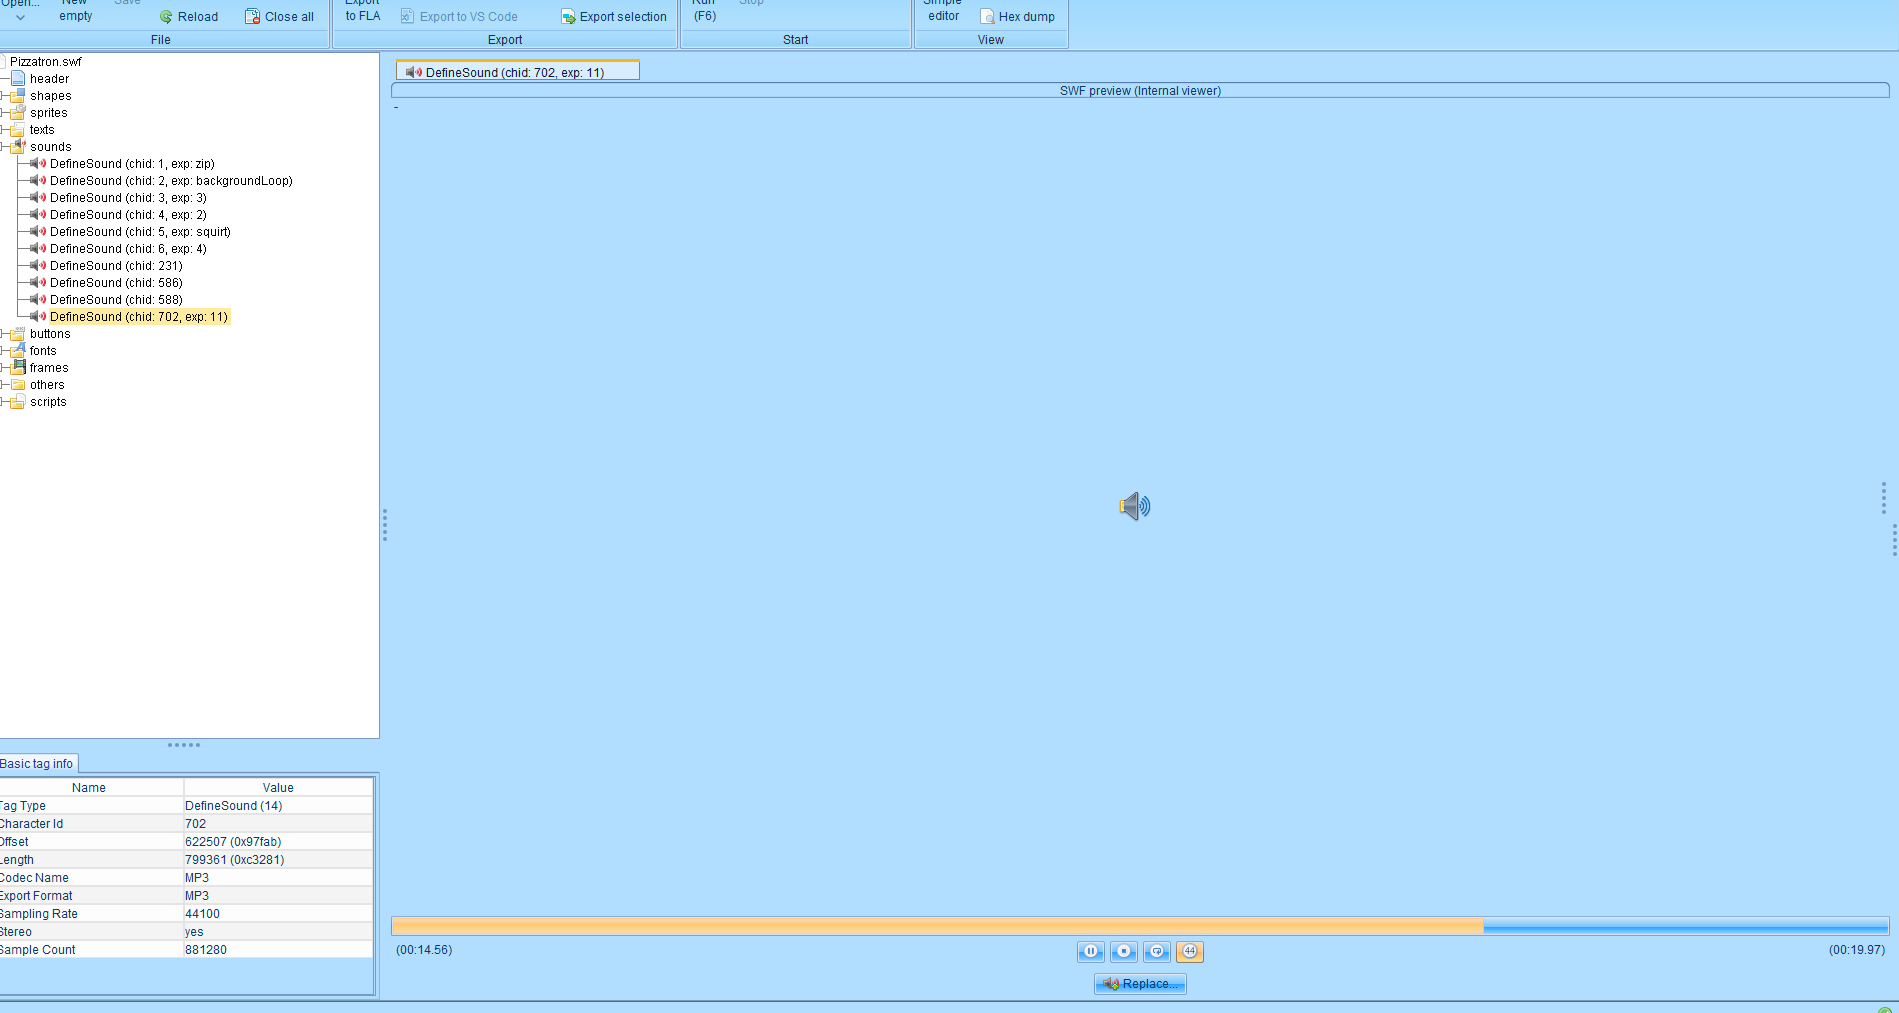 Open... New Save Export Run Stop Simple
empty Reload Close all to FLA Export to VS Code Export selection (F6) editor Hex dump
File Export Start View
Pizzatron.swf
header
shapes
sprites
texts
sounds
DefineSound (chid: 1, exp: zip)
DefineSound (chid: 2, exp: backgroundLoop)
DefineSound (chid: 3, exp: 3)
DefineSound (chid: 4, exp: 2)
DefineSound (chid: 5, exp: squirt)
DefineSound (chid: 6, exp: 4)
DefineSound (chid: 231)
DefineSound (chid: 586)
DefineSound (chid: 588)
DefineSound (chid: 702, exp: 11)
buttons
fonts
frames
others
scripts
Basic tag info
Name Value
Tag Type DefineSound (14)
Character Id 702
Offset 622507 (0x97fab)
Length 799361 (0xc3281)
Codec Name MP3
Export Format MP3
Sampling Rate 44100
Stereo yes
Sample Count 881280
DefineSound (chid: 702, exp: 11)
SWF preview (Internal viewer)
-
(00:14.56) 44 (00:19.97)
Replace...